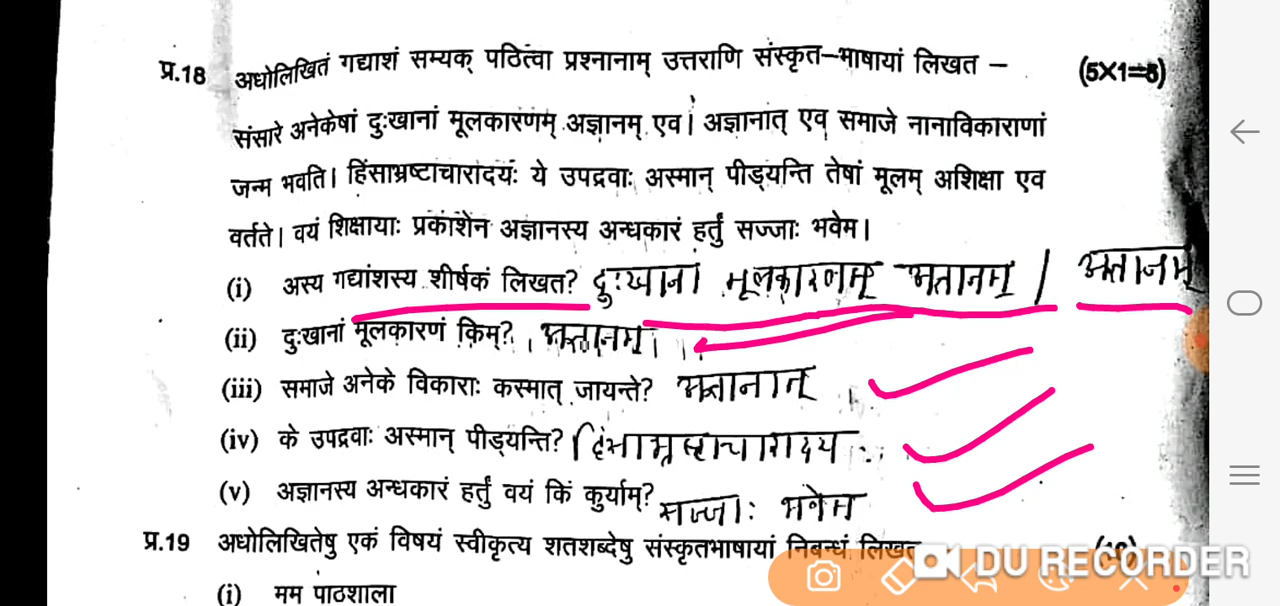 प्र.18 अधोलिखितं गद्याशं सम्यक् पठित्वा प्रश्नानाम् उत्तराणि संस्कृत-भाषायां लिखत – (5X1=5)
संसारे अनेकेषां दुःखानां मूलकारणम् अज्ञानम् एव। अज्ञानात् एव समाजे नानाविकाराणां
जन्म भवति। हिंसाभ्रष्टाचारादयः ये उपद्रवाः अस्मान् पीड्यन्ति तेषां मूलम् अशिक्षा एव
वर्तते। वयं शिक्षायाः प्रकाशेन अज्ञानस्य अन्धकारं हर्तुं सज्जाः भवेम।
(i) अस्य गद्यांशस्य शीर्षकं लिखत? दुःखानां मूलकारणम् अज्ञानम् / अज्ञानम्
(ii) दुःखानां मूलकारणं किम्? अज्ञानम्
(iii) समाजे अनेके विकाराः कस्मात् जायन्ते? अज्ञानात्
(iv) के उपद्रवाः अस्मान् पीड्यन्ति? हिंसाभ्रष्टाचारादयः
(v) अज्ञानस्य अन्धकारं हर्तुं वयं किं कुर्याम्? सज्जाः भवेम
प्र.19 अधोलिखितेषु एकं विषयं स्वीकृत्य शतशब्देषु संस्कृतभाषायां निबन्धं लिखत (10)
DU RECORDER
(i) मम पाठशाला